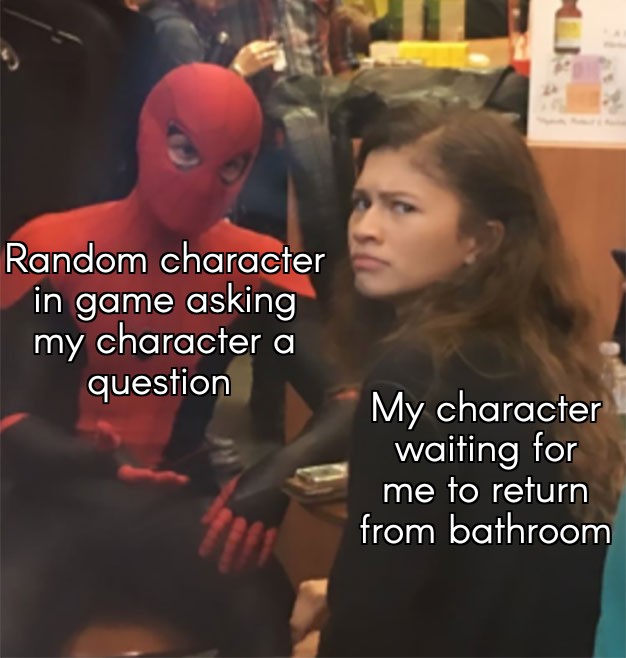 Random character
in game asking
my character a
question
My character
waiting for
me to return
from bathroom